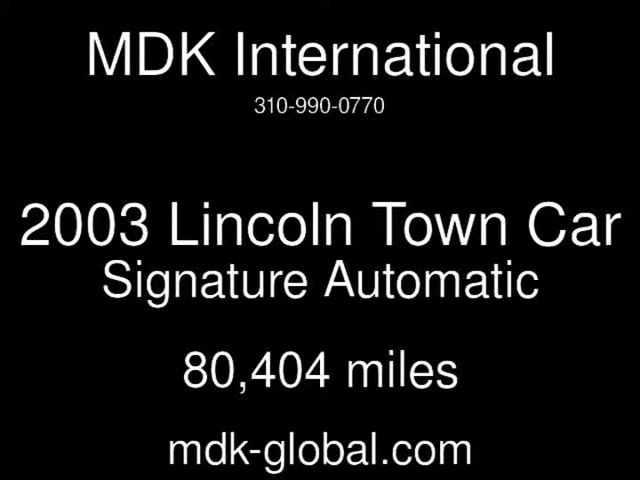 MDK International
310-990-0770
2003 Lincoln Town Car
Signature Automatic
80,404 miles
mdk-global.com